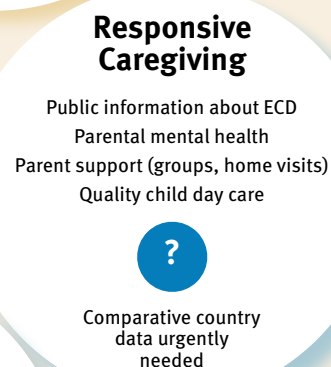 Responsive
Caregiving
Public information about ECD
Parental mental health
Parent support (groups, home visits)
Quality child day care
?
Comparative country
data urgently
needed